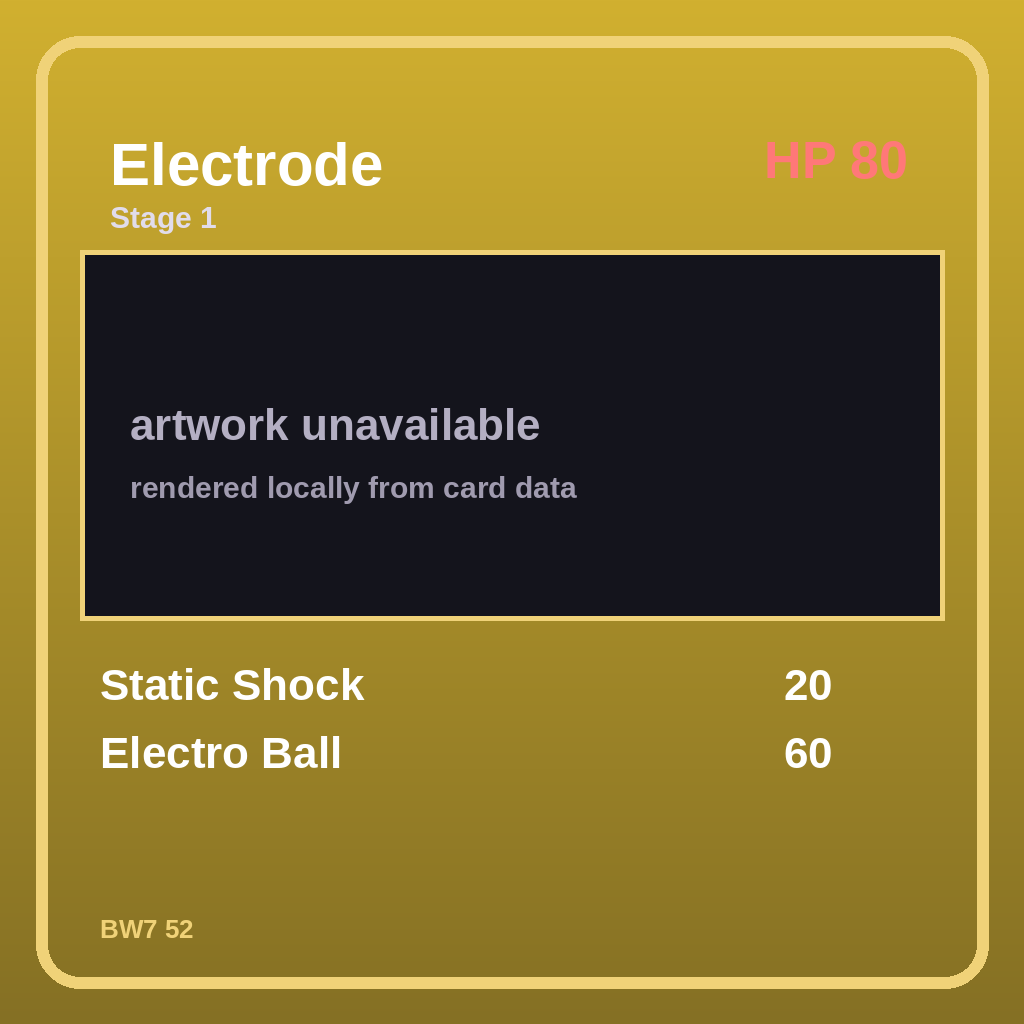 Electrode
HP 80
Stage 1
artwork unavailable
rendered locally from card data
Static Shock 20
Electro Ball 60
BW7 52